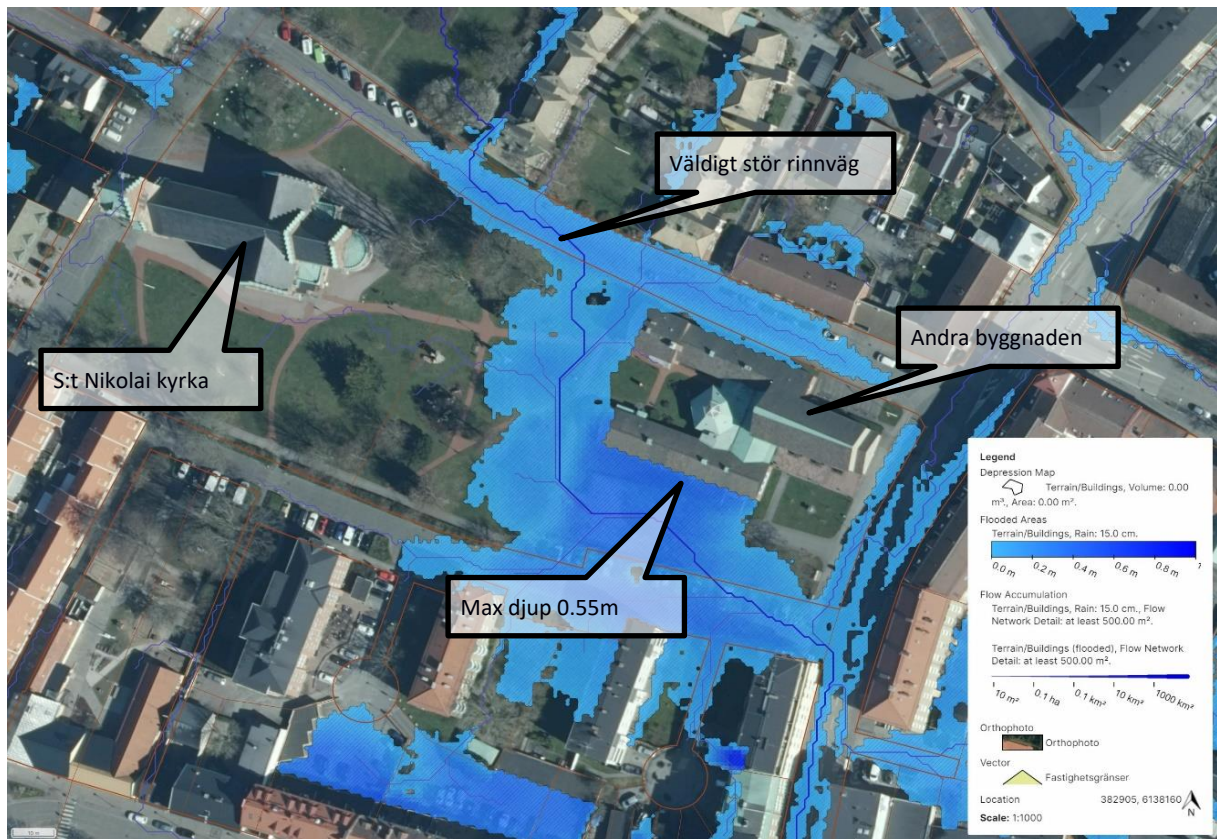 Väldigt stör rinnväg
Andra byggnaden
S:t Nikolai kyrka
Max djup 0.55m
Legend
Depression Map
Terrain/Buildings, Volume: 0.00
m³., Area: 0.00 m².
Flooded Areas
Terrain/Buildings, Rain: 15.0 cm.
0.0 m 0.2 m 0.4 m 0.6 m 0.8 m 1
Flow Accumulation
Terrain/Buildings, Rain: 15.0 cm., Flow
Network Detail: at least 500.00 m².
Terrain/Buildings (flooded), Flow Network
Detail: at least 500.00 m².
10 m² 0.1 ha 0.1 km² 10 km² 1000 km²
Orthophoto
Orthophoto
Vector
Fastighetsgränser
Location 382905, 6138160
Scale: 1:1000
N
10 m